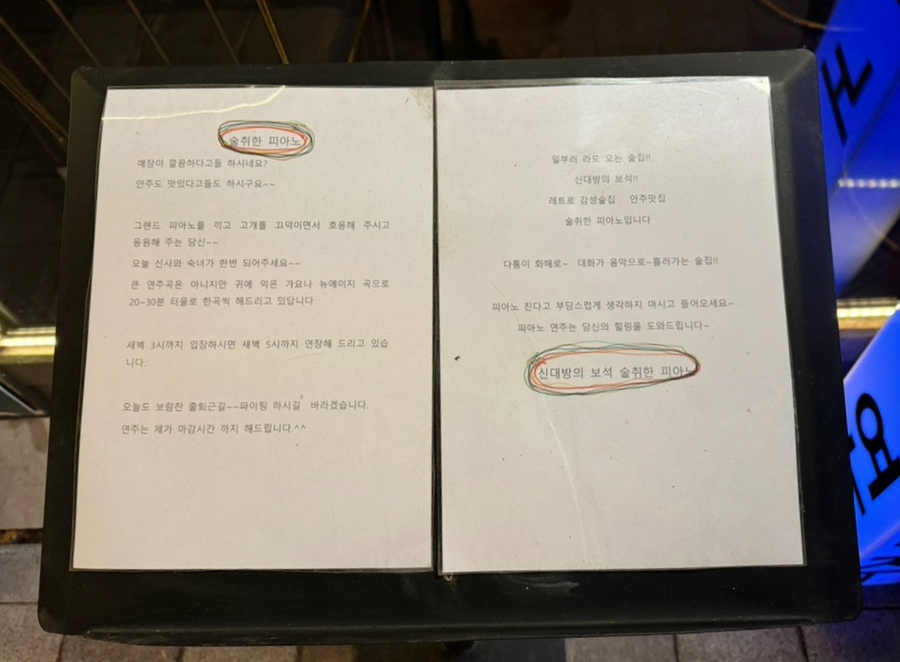 술취한 피아노
매장이 깔끔하다고들 하시네요?
안주도 맛있다고들도 하시구요~~
그랜드 피아노를 끼고 고개를 끄덕이면서 호응해 주시고
응원해 주는 당신~~
오늘 신사와 숙녀가 한번 되어주세요~~
큰 연주곡은 아니지만 귀에 익은 가요나 뉴에이지 곡으로
20~30분 터울로 한곡씩 해드리고 있답니다
새벽 3시까지 입장하시면 새벽 5시까지 연장해 드리고 있습
니다.
오늘도 보람찬 출퇴근길~~파이팅 하시길 바라겠습니다.
연주는 제가 마감시간 까지 해드립니다.^^
일부러 라도 오는 술집!!
신대방의 보석!!
레트로 감성술집 안주맛집
술취한 피아노입니다
다툼이 화해로~ 대화가 음악으로~흘러가는 술집!!
피아노 친다고 부담스럽게 생각하지 마시고 들어오세요~
피아노 연주는 당신의 힐링을 도와드립니다~
신대방의 보석 술취한 피아노